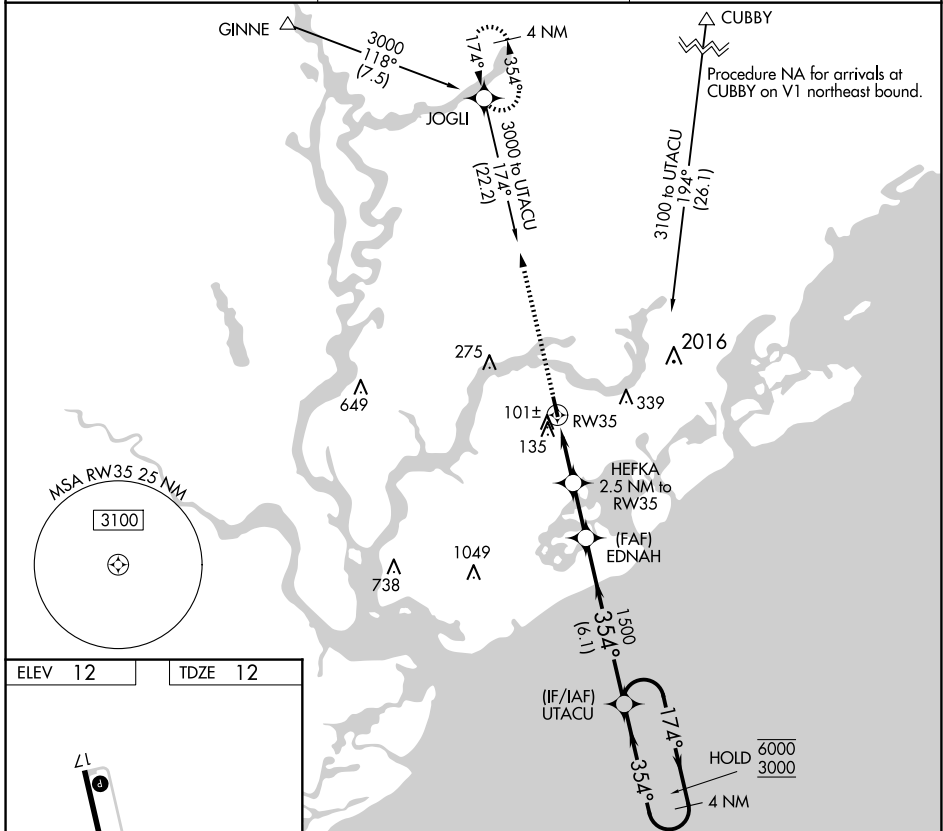 GINNE
3000
118°
(7.5)
174°
354°
4 NM
JOGLI
3000 to UTACU
174°
(22.2)
CUBBY
Procedure NA for arrivals at
CUBBY on V1 northeast bound.
3100 to UTACU
194°
(26.1)
2016
275
649
339
101±
135
RW35
HEFKA
2.5 NM to
RW35
MSA RW35 25 NM
3100
(FAF)
EDNAH
1049
738
1500
354°
(6.1)
(IF/IAF)
UTACU
174°
354°
HOLD
6000
3000
4 NM
ELEV 12
TDZE 12
17
P